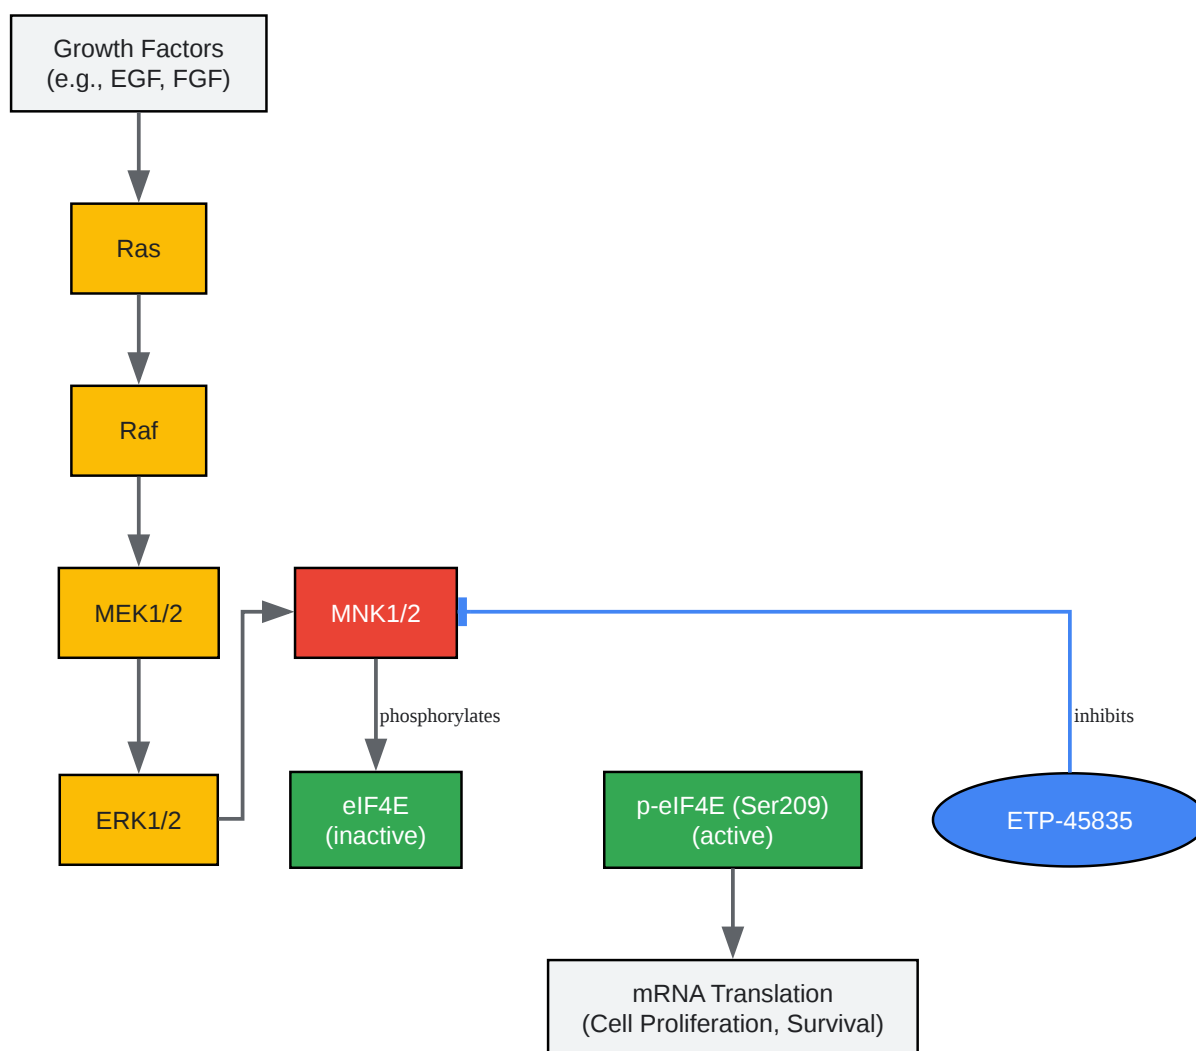 Growth Factors
(e.g., EGF, FGF)
Ras
Raf
MEK1/2
MNK1/2
phosphorylates
inhibits
ERK1/2
eIF4E
(inactive)
p-eIF4E (Ser209)
(active)
ETP-45835
mRNA Translation
(Cell Proliferation, Survival)